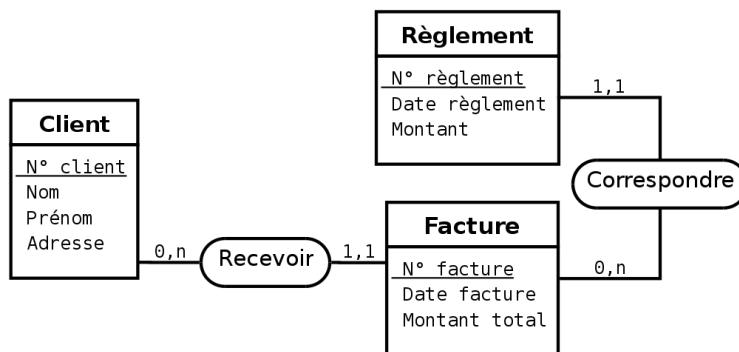 Règlement
N° règlement
Date règlement
Montant
1,1
Correspondre
Client
N° client
Nom
Prénom
Adresse
0,n
Recevoir
1,1
Facture
N° facture
Date facture
Montant total
0,n